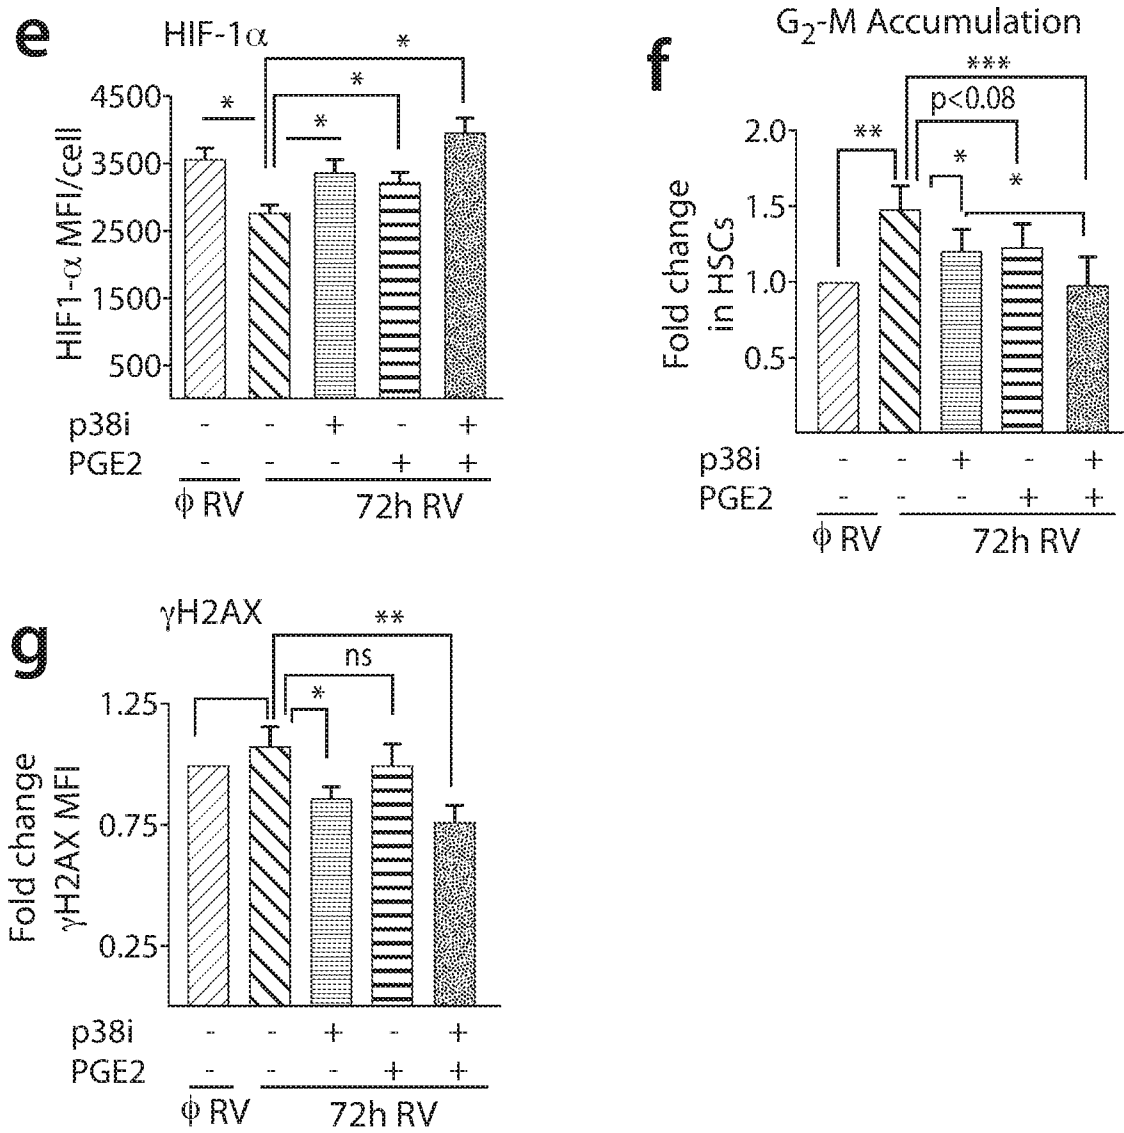 e
HIF-1α
*
*
*
*
4500
3500
2500
1500
500
HIF1-α MFI/cell
p38i - - + - +
PGE2 - - - + +
ϕ RV 72h RV
f
G2-M Accumulation
***
p<0.08
**
*
*
2.0
1.5
1.0
0.5
Fold change
in HSCs
p38i - - + - +
PGE2 - - - + +
ϕ RV 72h RV
g
γH2AX
**
ns
*
1.25
0.75
0.25
Fold change
γH2AX MFI
p38i - - + - +
PGE2 - - - + +
ϕ RV 72h RV